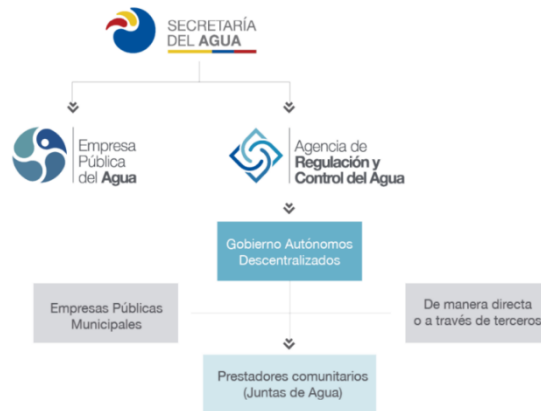 SECRETARÍA
DEL AGUA
Empresa
Pública
del Agua
Agencia de
Regulación y
Control del Agua
Gobierno Autónomos
Descentralizados
Empresas Públicas
Municipales
De manera directa
o a través de terceros
Prestadores comunitarios
(Juntas de Agua)